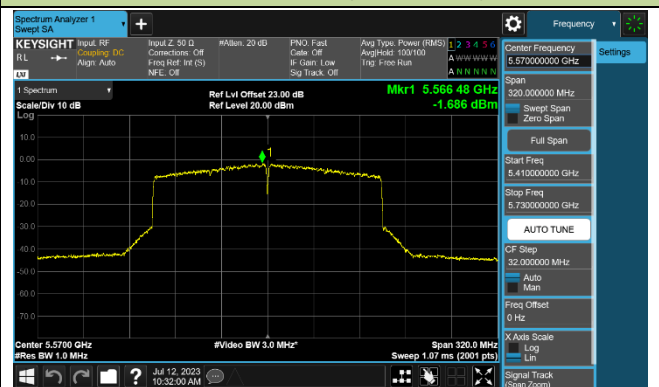 Spectrum Analyzer 1
Swept SA
Frequency
KEYSIGHT
RL
LXI
Input: RF
Coupling: DC
Align: Auto
Input Z: 50 Ω
Corrections: Off
Freq Ref: Int (S)
NFE: Off
#Atten: 20 dB
PNO: Fast
Gate: Off
IF Gain: Low
Sig Track: Off
Avg Type: Power (RMS)
Avg|Hold: 100/100
Trig: Free Run
1 2 3 4 5 6
A W W W W W
A N N N N N
1 Spectrum
Scale/Div 10 dB
Log
Ref Lvl Offset 23.00 dB
Ref Level 20.00 dBm
Mkr1 5.566 48 GHz
-1.686 dBm
10.0
0.00
-10.0
-20.0
-30.0
-40.0
-50.0
-60.0
-70.0
1
Center 5.5700 GHz
#Res BW 1.0 MHz
#Video BW 3.0 MHz*
Span 320.0 MHz
Sweep 1.07 ms (2001 pts)
Center Frequency
5.570000000 GHz
Span
320.000000 MHz
Swept Span
Zero Span
Full Span
Start Freq
5.410000000 GHz
Stop Freq
5.730000000 GHz
AUTO TUNE
CF Step
32.000000 MHz
Auto
Man
Freq Offset
0 Hz
X Axis Scale
Log
Lin
Signal Track
(Span Zoom)
Settings
Jul 12, 2023
10:32:00 AM